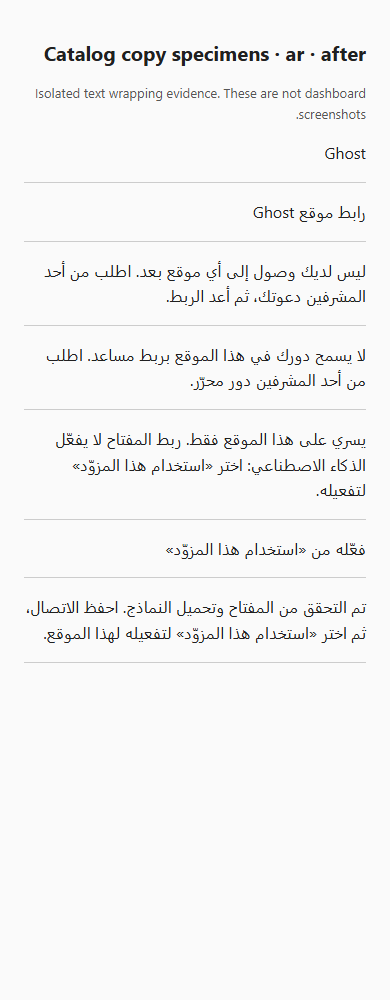 Catalog copy specimens · ar · after
Isolated text wrapping evidence. These are not dashboard
screenshots.
Ghost
رابط موقع Ghost
ليس لديك وصول إلى أي موقع بعد. اطلب من أحد
المشرفين دعوتك، ثم أعد الربط.
لا يسمح دورك في هذا الموقع بربط مساعد. اطلب
من أحد المشرفين دور محرّر.
يسري على هذا الموقع فقط. ربط المفتاح لا يفعّل
الذكاء الاصطناعي: اختر «استخدام هذا المزوّد»
لتفعيله.
فعّله من «استخدام هذا المزوّد»
تم التحقق من المفتاح وتحميل النماذج. احفظ الاتصال،
ثم اختر «استخدام هذا المزوّد» لتفعيله لهذا الموقع.